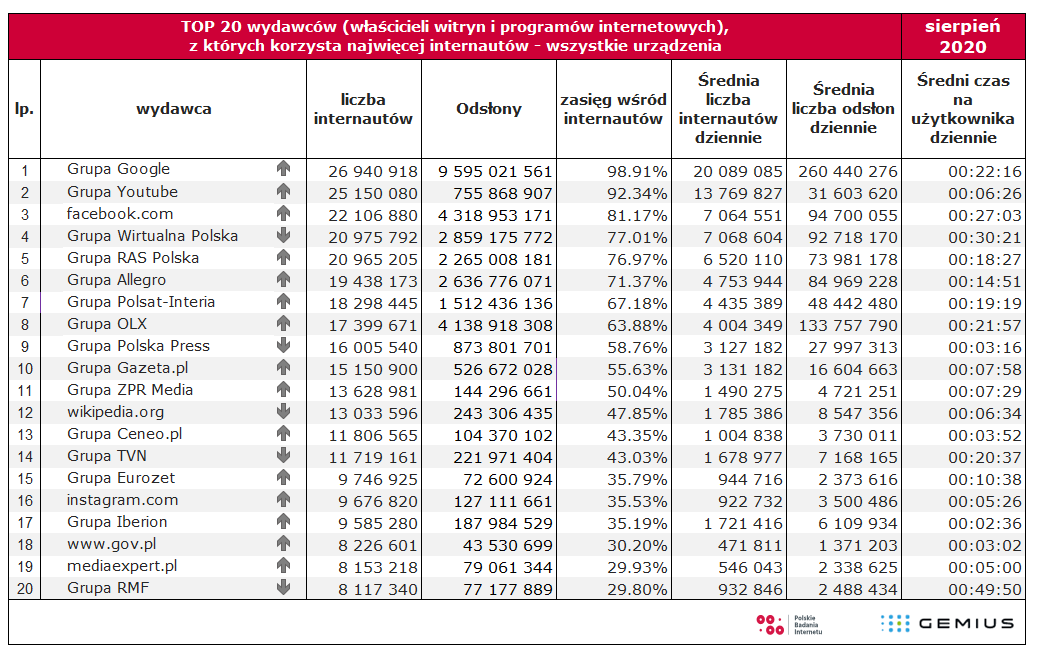 TOP 20 wydawców (właścicieli witryn i programów internetowych),
z których korzysta najwięcej internautów - wszystkie urządzenia
sierpień
2020
lp.
wydawca
liczba
internautów
Odsłony
zasięg wśród
internautów
Średnia
liczba
internautów
dziennie
Średnia
liczba odsłon
dziennie
Średni czas
na
użytkownika
dziennie
1 Grupa Google 26 940 918 9 595 021 561 98.91% 20 089 085 260 440 276 00:22:16
2 Grupa Youtube 25 150 080 755 868 907 92.34% 13 769 827 31 603 620 00:06:26
3 facebook.com 22 106 880 4 318 953 171 81.17% 7 064 551 94 700 055 00:27:03
4 Grupa Wirtualna Polska 20 975 792 2 859 175 772 77.01% 7 068 604 92 718 170 00:30:21
5 Grupa RAS Polska 20 965 205 2 265 008 181 76.97% 6 520 110 73 981 178 00:18:27
6 Grupa Allegro 19 438 173 2 636 776 071 71.37% 4 753 944 84 969 228 00:14:51
7 Grupa Polsat-Interia 18 298 445 1 512 436 136 67.18% 4 435 389 48 442 480 00:19:19
8 Grupa OLX 17 399 671 4 138 918 308 63.88% 4 004 349 133 757 790 00:21:57
9 Grupa Polska Press 16 005 540 873 801 701 58.76% 3 127 182 27 997 313 00:03:16
10 Grupa Gazeta.pl 15 150 900 526 672 028 55.63% 3 131 182 16 604 663 00:07:58
11 Grupa ZPR Media 13 628 981 144 296 661 50.04% 1 490 275 4 721 251 00:07:29
12 wikipedia.org 13 033 596 243 306 435 47.85% 1 785 386 8 547 356 00:06:34
13 Grupa Ceneo.pl 11 806 565 104 370 102 43.35% 1 004 838 3 730 011 00:03:52
14 Grupa TVN 11 719 161 221 971 404 43.03% 1 678 977 7 168 165 00:20:37
15 Grupa Eurozet 9 746 925 72 600 924 35.79% 944 716 2 373 616 00:10:38
16 instagram.com 9 676 820 127 111 661 35.53% 922 732 3 500 486 00:05:26
17 Grupa Iberion 9 585 280 187 984 529 35.19% 1 721 416 6 109 934 00:02:36
18 www.gov.pl 8 226 601 43 530 699 30.20% 471 811 1 371 203 00:03:02
19 mediaexpert.pl 8 153 218 79 061 344 29.93% 546 043 2 338 625 00:05:00
20 Grupa RMF 8 117 340 77 177 889 29.80% 932 846 2 488 434 00:49:50
Polskie
Badania
Internetu
GEMIUS